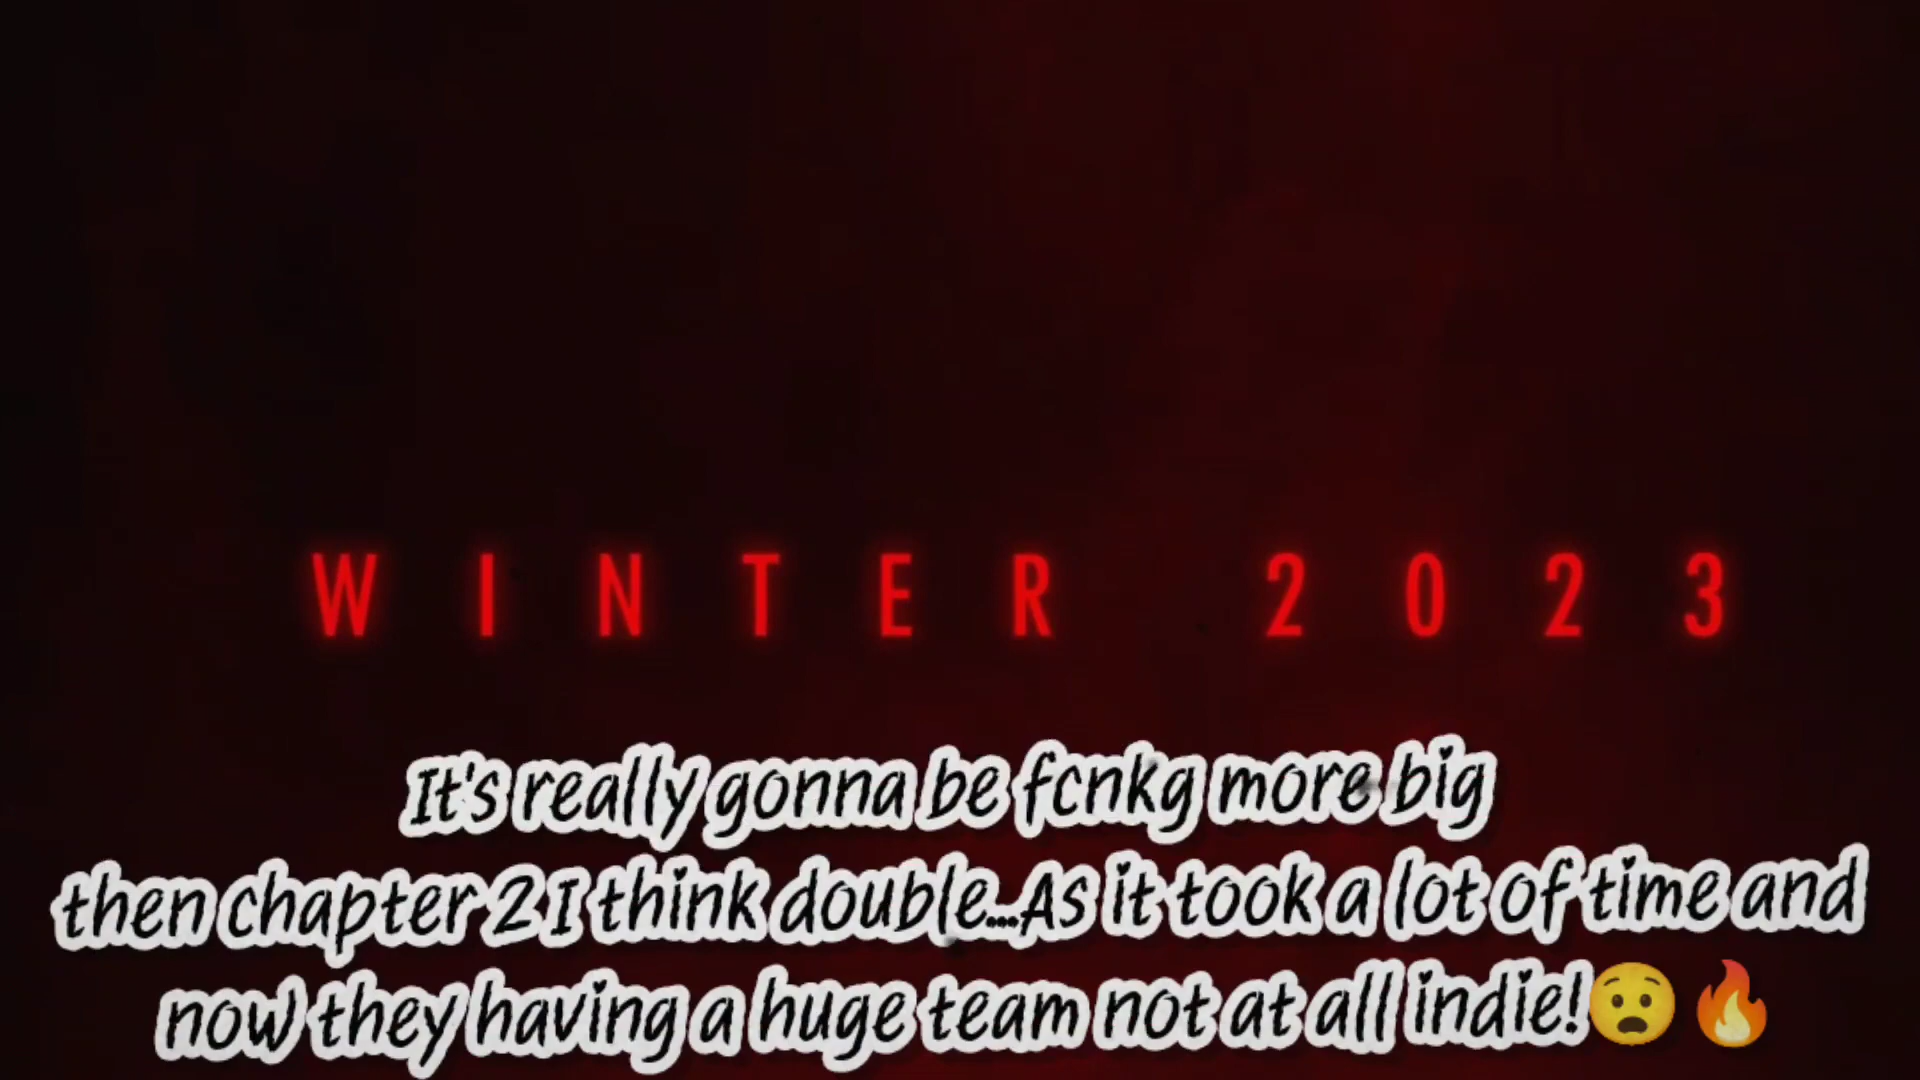 WINTER 2023
It's really gonna be fcnkg more big
then chapter 2 I think double...As it took a lot of time and
now they having a huge team not at all indie!😧🔥